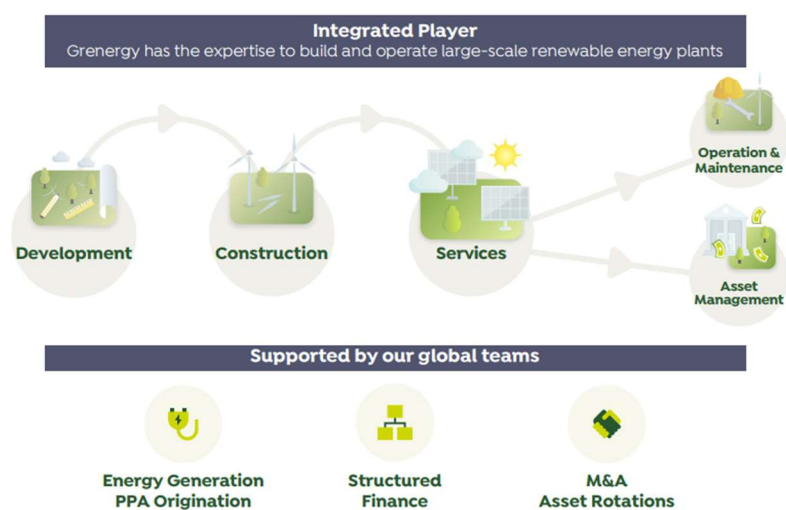 Integrated Player
Grenergy has the expertise to build and operate large-scale renewable energy plants
Operation &
Maintenance
Development
Construction
Services
Asset
Management
Supported by our global teams
Energy Generation
PPA Origination
Structured
Finance
M&A
Asset Rotations